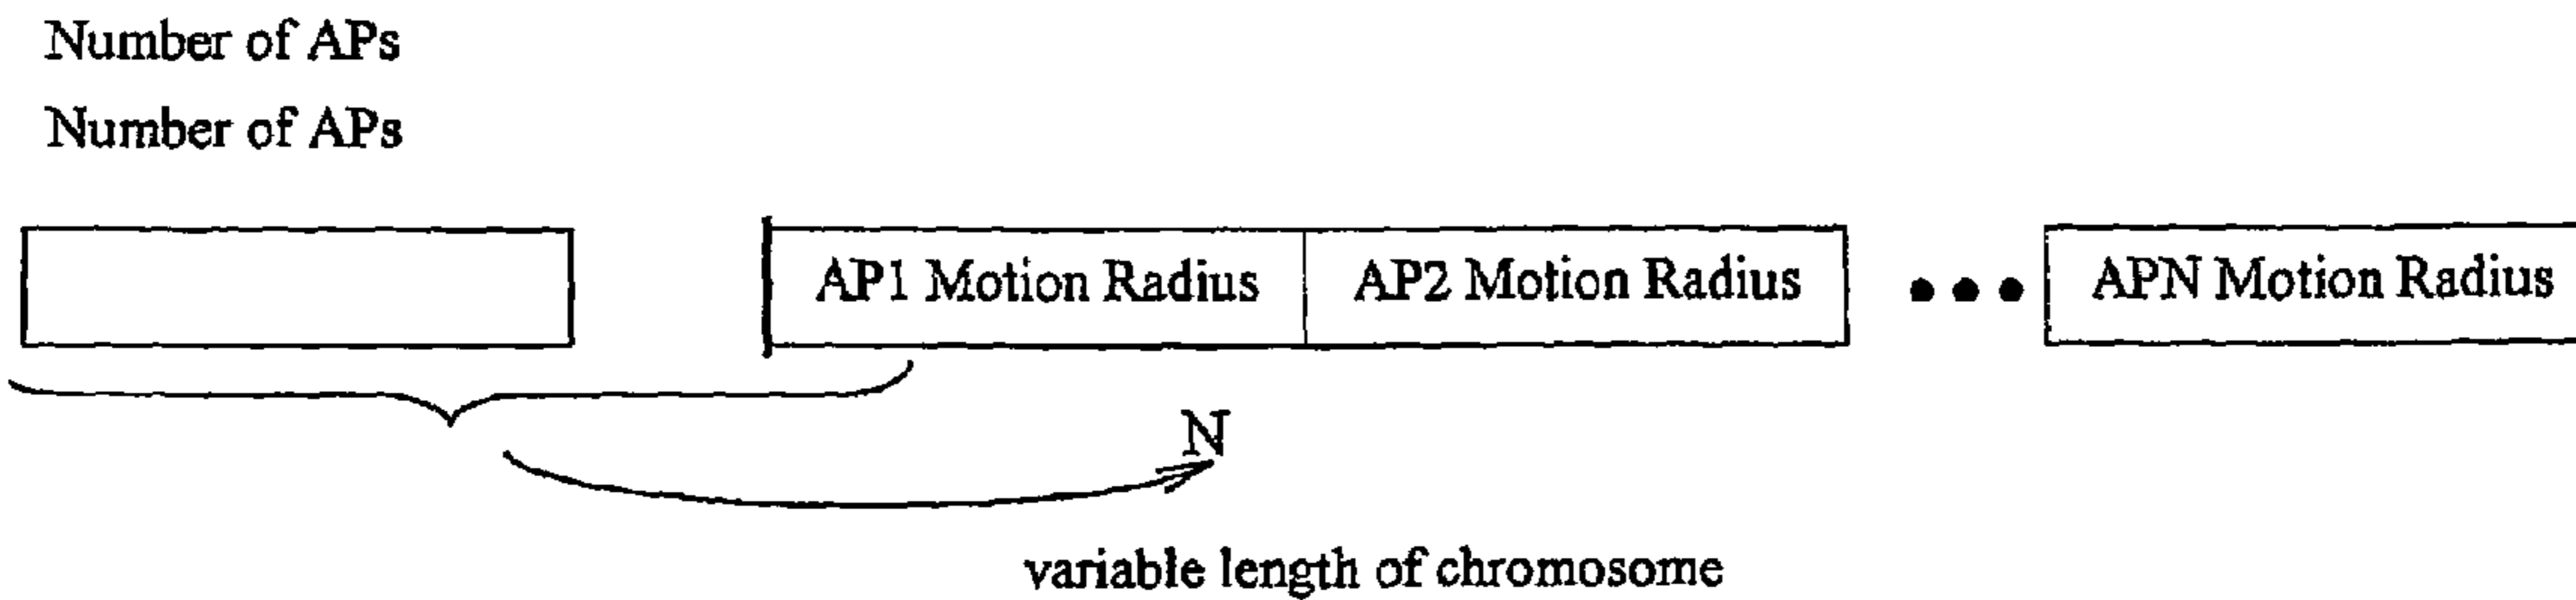 Number of APs
Number of APs
AP1 Motion Radius AP2 Motion Radius ••• APN Motion Radius
N
variable length of chromosome